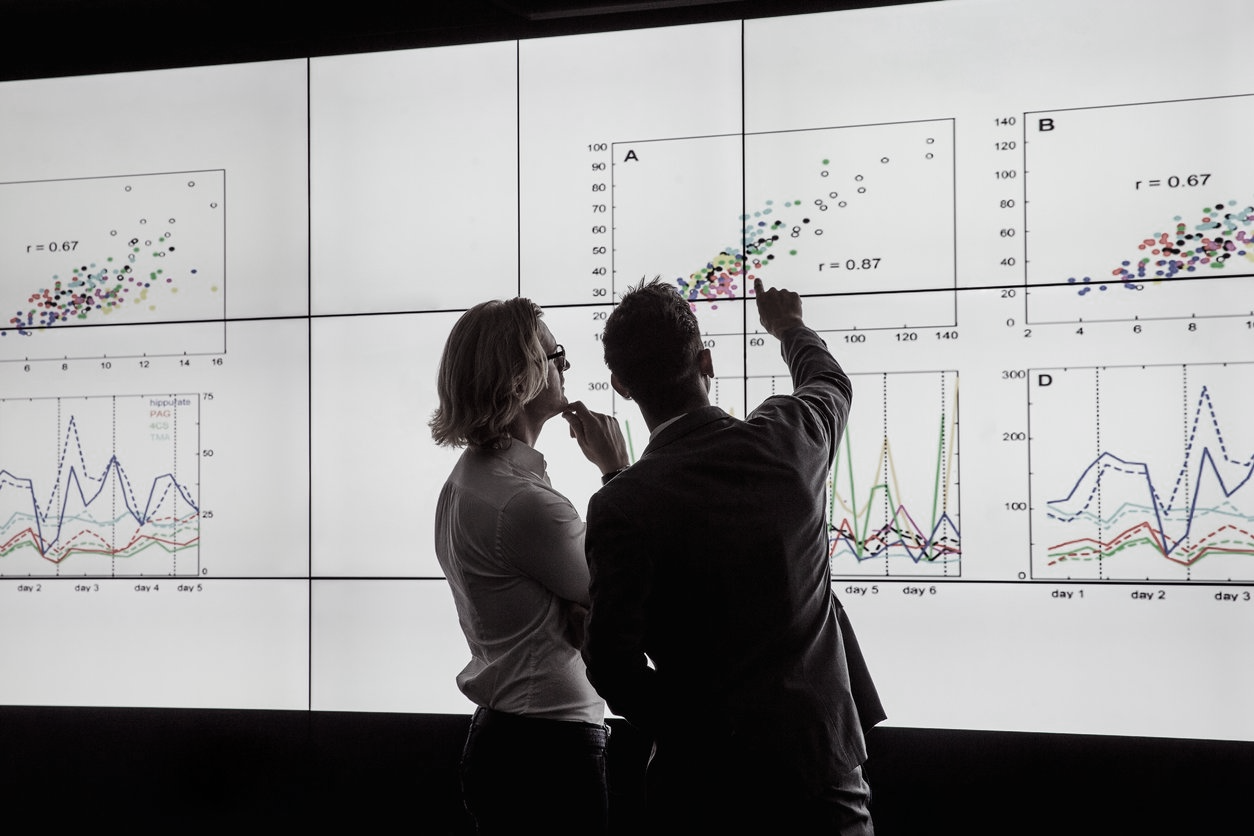 r = 0.67
6 8 10 12 14 16
hippurate
PAG
4CS
TMA
75
50
25
0
day 2 day 3 day 4 day 5
A
100
90
80
70
60
50
40
30
20
r = 0.87
40 60 100 120 140
300
day 5 day 6
B
140
120
100
80
60
40
20
0
r = 0.67
2 4 6 8
D
300
200
100
0
day 1 day 2 day 3